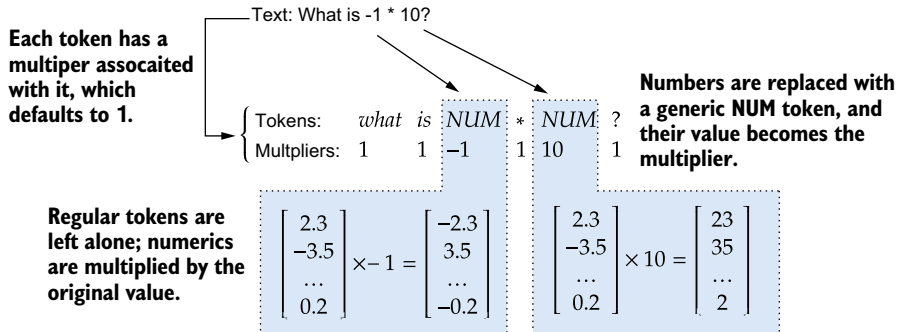 Text: What is -1 * 10?
Each token has a
multiper assocaited
with it, which
defaults to 1.
Numbers are replaced with
a generic NUM token, and
their value becomes the
multiplier.
Tokens: what is NUM * NUM ?
Multpliers: 1 1 −1 1 10 1
Regular tokens are
left alone; numerics
are multiplied by the
original value.
2.3 −2.3 2.3 23
−3.5 3.5 −3.5 35
×− 1 = × 10 =
... ... ... ...
0.2 −0.2 0.2 2